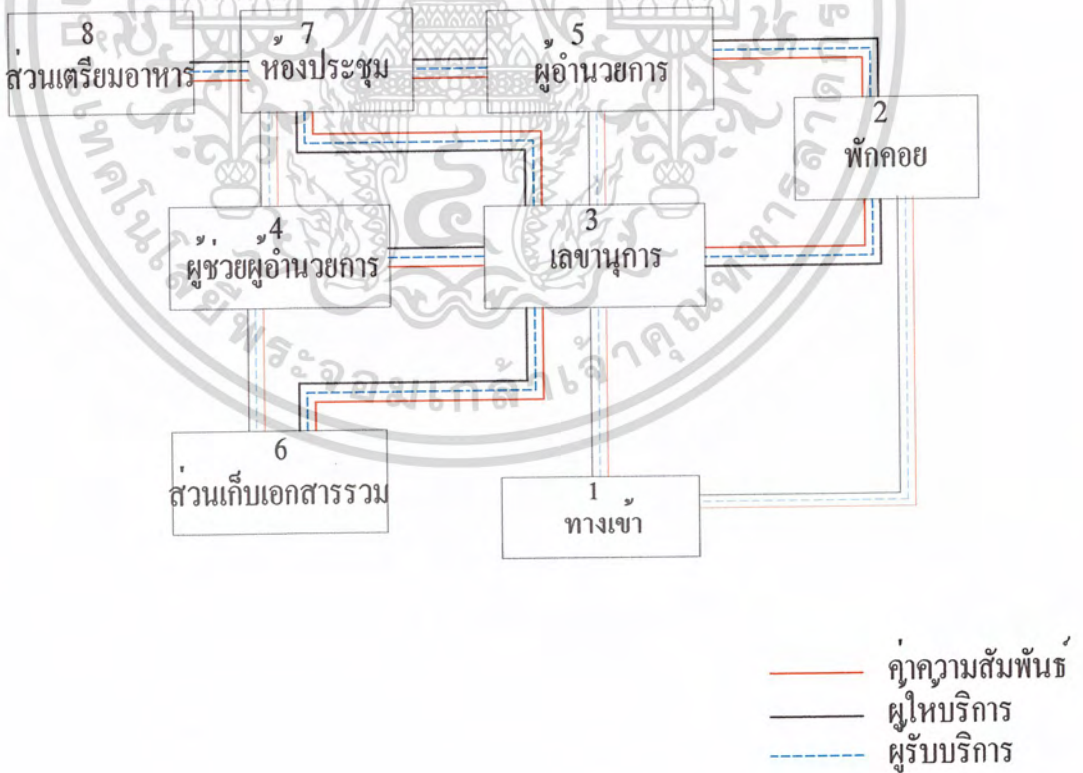 8
ส่วนเตรียมอาหาร
7
ห้องประชุม
5
ผู้อำนวยการ
2
พักคอย
4
ผู้ช่วยผู้อำนวยการ
3
เลขานุการ
6
ส่วนเก็บเอกสารรวม
1
ทางเข้า
ค่าความสัมพันธ์
ผู้ให้บริการ
ผู้รับบริการ